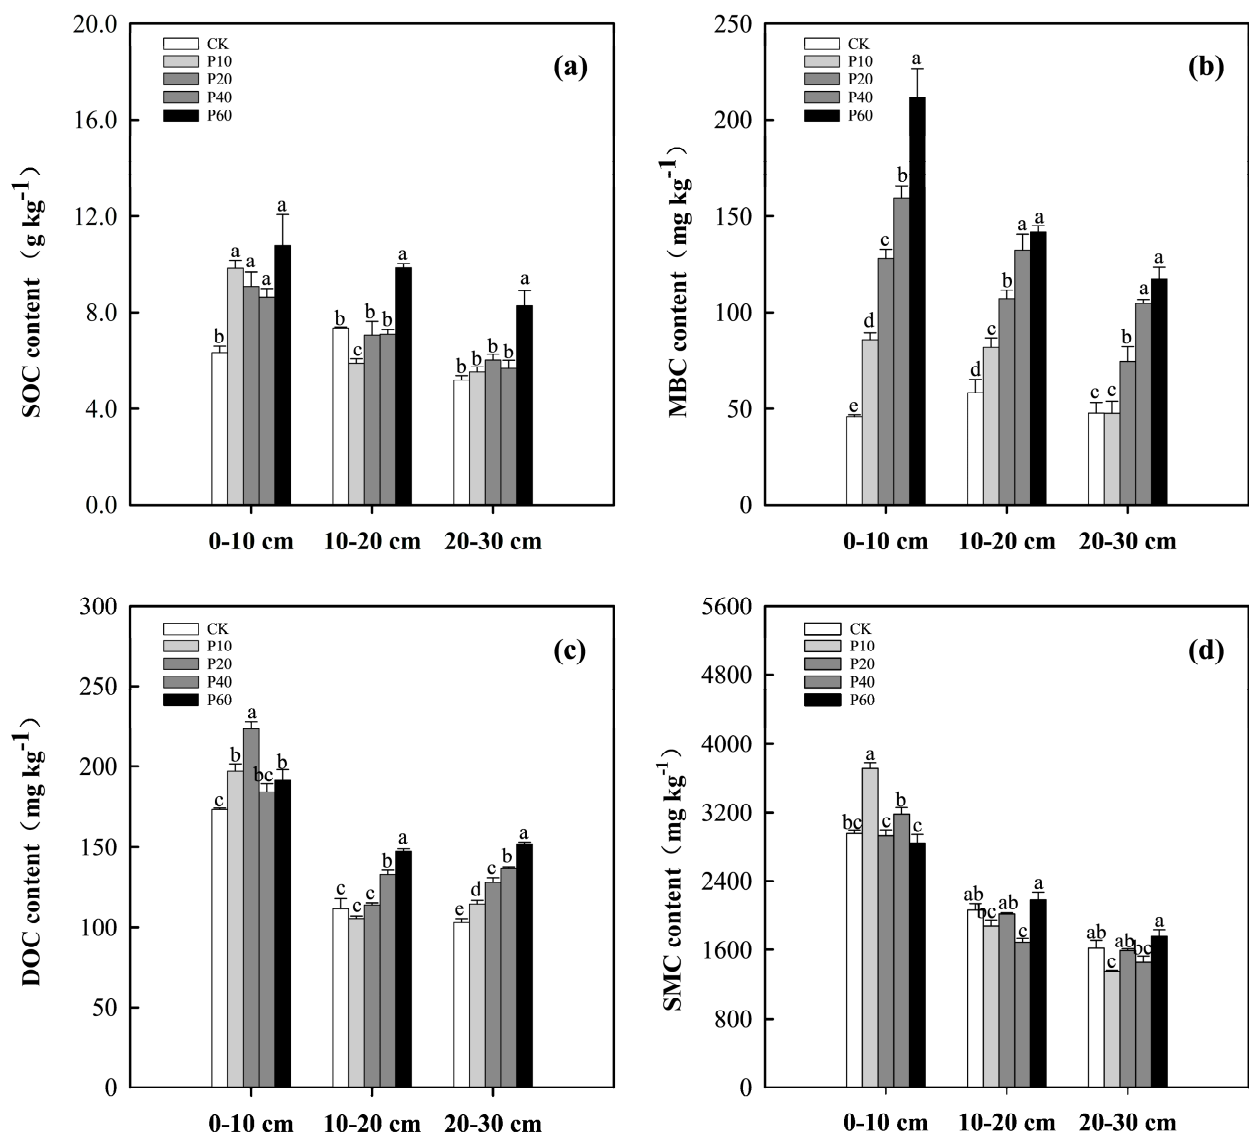 20.0
16.0
12.0
8.0
4.0
0.0
SOC content (g kg-1)
CK
P10
P20
P40
P60
(a)
b a a a a
b c b b a
b b b b a
0-10 cm 10-20 cm 20-30 cm
250
200
150
100
50
0
MBC content (mg kg-1)
CK
P10
P20
P40
P60
(b)
e d c b a
d c b a a
c c b a a
0-10 cm 10-20 cm 20-30 cm
300
250
200
150
100
50
0
DOC content (mg kg-1)
CK
P10
P20
P40
P60
(c)
c b a bc b
c c c b a
e d c b a
0-10 cm 10-20 cm 20-30 cm
5600
4800
4000
3200
2400
1600
800
0
SMC content (mg kg-1)
CK
P10
P20
P40
P60
(d)
bc a c b c
ab bc ab c a
ab c ab bc a
0-10 cm 10-20 cm 20-30 cm